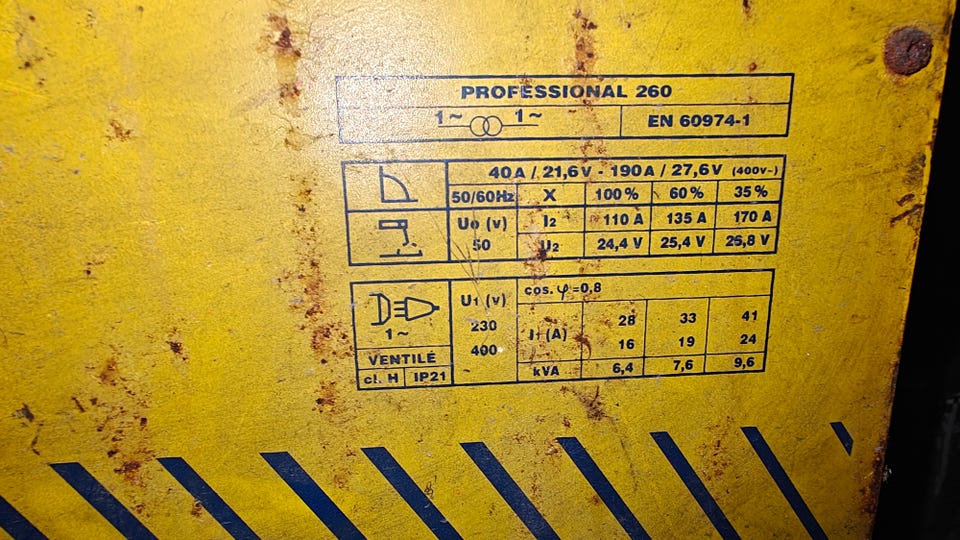 PROFESSIONAL 260
1~ 1~ EN 60974-1
40A / 21,6V - 190A / 27,6V (400V~)
50/60Hz X 100% 60% 35%
U0 (v) I2 110 A 135 A 170 A
50 U2 24,4 V 25,4 V 26,8 V
U1 (v) cos. φ =0,8
230 28 33 41
1~ I1 (A)
400 16 19 24
VENTILÉ
cl. H IP21 kVA 6,4 7,6 9,6